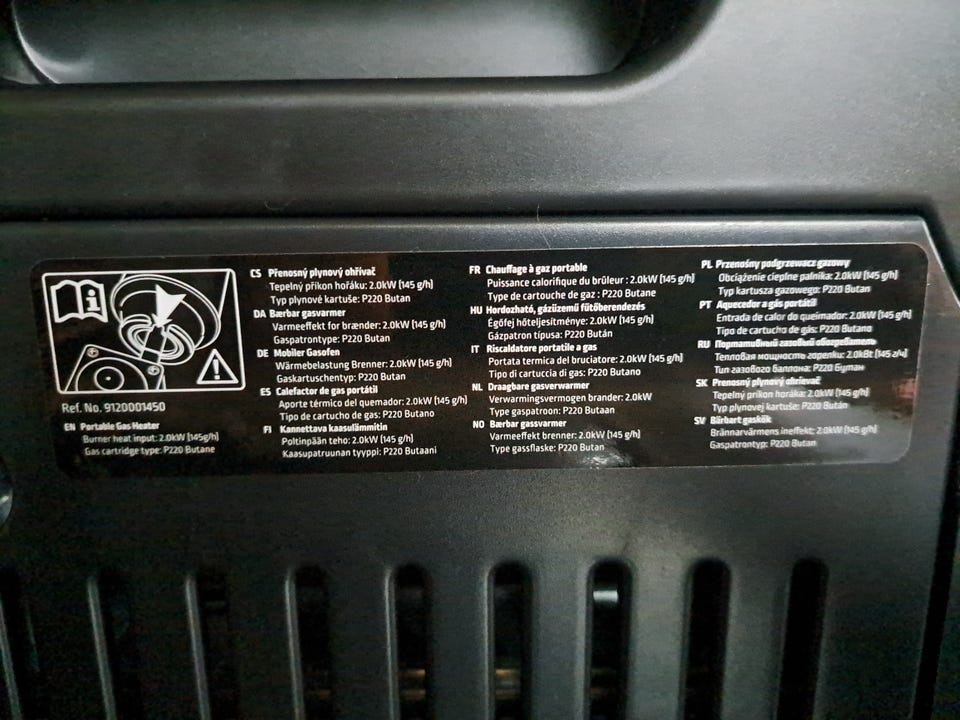 Ref. No. 9120001450
EN Portable Gas Heater
Burner heat input: 2.0kW (145g/h)
Gas cartridge type: P220 Butane
CS Přenosný plynový ohřívač
Tepelný příkon hořáku: 2.0kW (145 g/h)
Typ plynové kartuše: P220 Butan
DA Bærbar gasvarmer
Varmeeffekt for brænder: 2.0kW (145 g/h)
Gaspatrontype: P220 Butan
DE Mobiler Gasofen
Wärmebelastung Brenner: 2.0kW (145 g/h)
Gaskartuschentyp: P220 Butan
ES Calefactor de gas portátil
Aporte térmico del quemador: 2.0kW (145 g/h)
Tipo de cartucho de gas: P220 Butano
FI Kannettava kaasulämmitin
Poltinpään teho: 2.0kW (145 g/h)
Kaasupatruunan tyyppi: P220 Butaani
FR Chauffage à gaz portable
Puissance calorifique du brûleur : 2.0kW (145 g/h)
Type de cartouche de gaz : P220 Butane
HU Hordozható, gázüzemű fűtőberendezés
Égőfej hőteljesítménye: 2.0kW (145 g/h)
Gázpatron típusa: P220 Bután
IT Riscaldatore portatile a gas
Portata termica del bruciatore: 2.0kW (145 g/h)
Tipo di cartuccia di gas: P220 Butano
NL Draagbare gasverwarmer
Verwarmingsvermogen brander: 2.0kW
Type gaspatroon: P220 Butaan
NO Bærbar gassvarmer
Varmeeffekt brenner: 2.0kW (145 g/h)
Type gassflaske: P220 Butan
PL Przenośny podgrzewacz gazowy
Obciążenie cieplne palnika: 2.0kW (145 g/h)
Typ kartusza gazowego: P220 Butan
PT Aquecedor a gás portátil
Entrada de calor do queimador: 2.0kW (145 g/h)
Tipo de cartucho de gás: P220 Butano
RU Портативный газовый обогреватель
Тепловая мощность горелки: 2.0кВт (145 г/ч)
Тип газового баллона: P220 Бутан
SK Prenosný plynový ohrievač
Tepelný príkon horáka: 2.0kW (145 g/h)
Typ plynovej kartuše: P220 Bután
SV Bärbart gaskök
Brännarvärmens ineffekt: 2.0kW (145 g/h)
Gaspatrontyp: P220 Butan